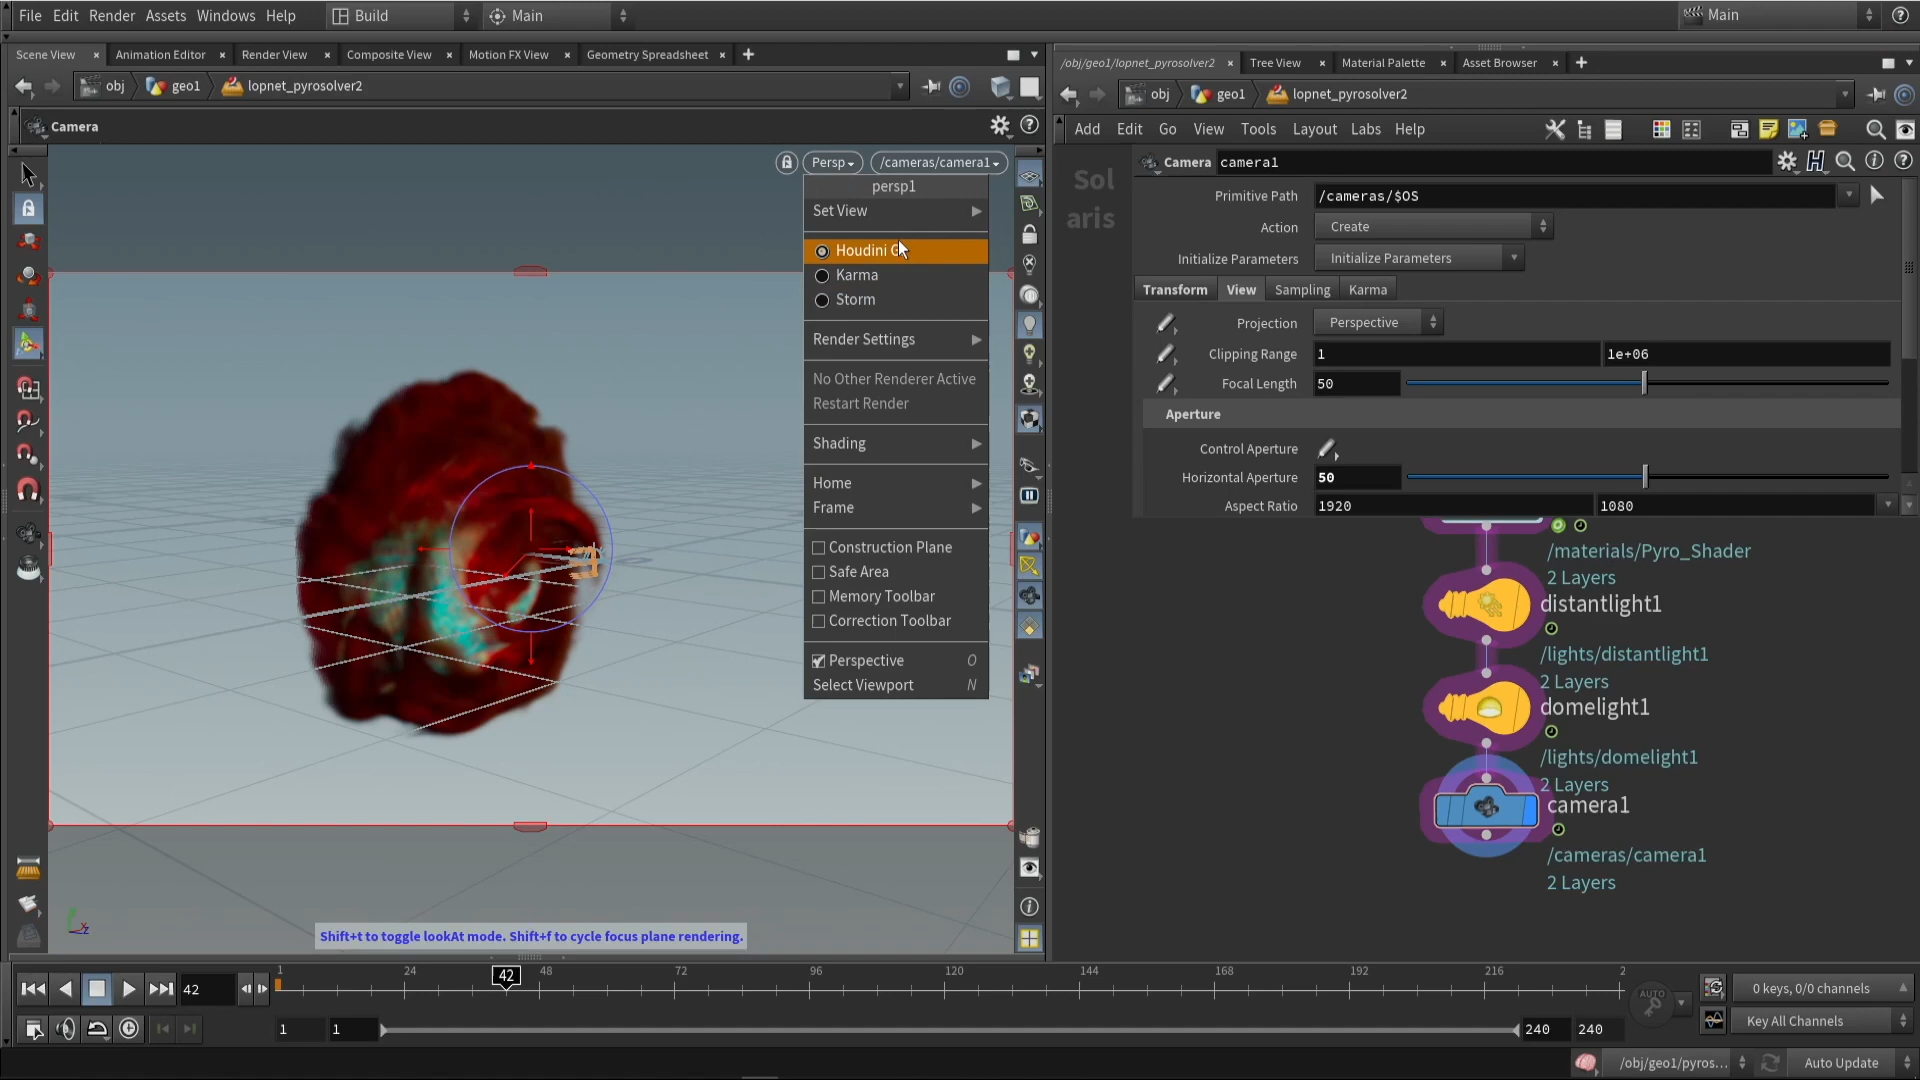 File Edit Render Assets Windows Help Build Main Main
Scene View Animation Editor Render View Composite View Motion FX View Geometry Spreadsheet
obj geo1 lopnet_pyrosolver2
Camera
Persp /cameras/camera1
persp1
Set View
Houdini G
Karma
Storm
Render Settings
No Other Renderer Active
Restart Render
Shading
Home
Frame
Construction Plane
Safe Area
Memory Toolbar
Correction Toolbar
Perspective O
Select Viewport N
Shift+t to toggle lookAt mode. Shift+f to cycle focus plane rendering.
/obj/geo1/lopnet_pyrosolver2 Tree View Material Palette Asset Browser
obj geo1 lopnet_pyrosolver2
Add Edit Go View Tools Layout Labs Help
Sol
aris
Camera camera1
Primitive Path /cameras/$OS
Action Create
Initialize Parameters Initialize Parameters
Transform View Sampling Karma
Projection Perspective
Clipping Range 1 1e+06
Focal Length 50
Aperture
Control Aperture
Horizontal Aperture 50
Aspect Ratio 1920 1080
/materials/Pyro_Shader
2 Layers
distantlight1
/lights/distantlight1
2 Layers
domelight1
/lights/domelight1
2 Layers
camera1
/cameras/camera1
2 Layers
42 1 24 42 48 72 96 120 144 168 192 216 2
AUTO
0 keys, 0/0 channels
1 1 240 240
Key All Channels
/obj/geo1/pyros... Auto Update